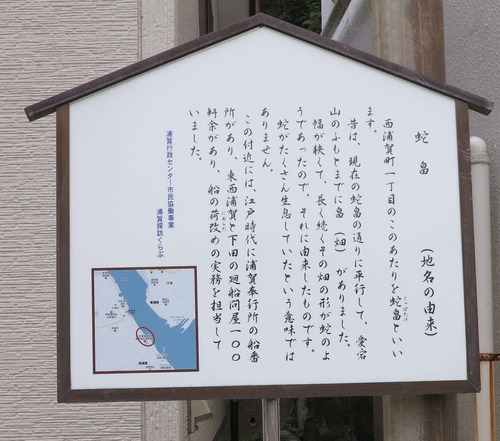 蛇畠
(地名の由来)
西浦賀町一丁目のこのあたりを蛇畠といい
ます。
昔は、現在の蛇畠の通りに平行して、愛宕
山のふもとまでに畠(畑)がありました。
幅が狭くて、長く続くその畑の形が蛇のよ
うであったので、それに由来したものです。
蛇がたくさん生息していたという意味では
ありません。
この付近には、江戸時代に浦賀奉行所の船番
所があり、東西浦賀と下田の廻船問屋一〇〇
軒余があり、船の荷改めの実務を担当して
いました。
浦賀行政センター市民協働事業
浦賀探訪くらぶ